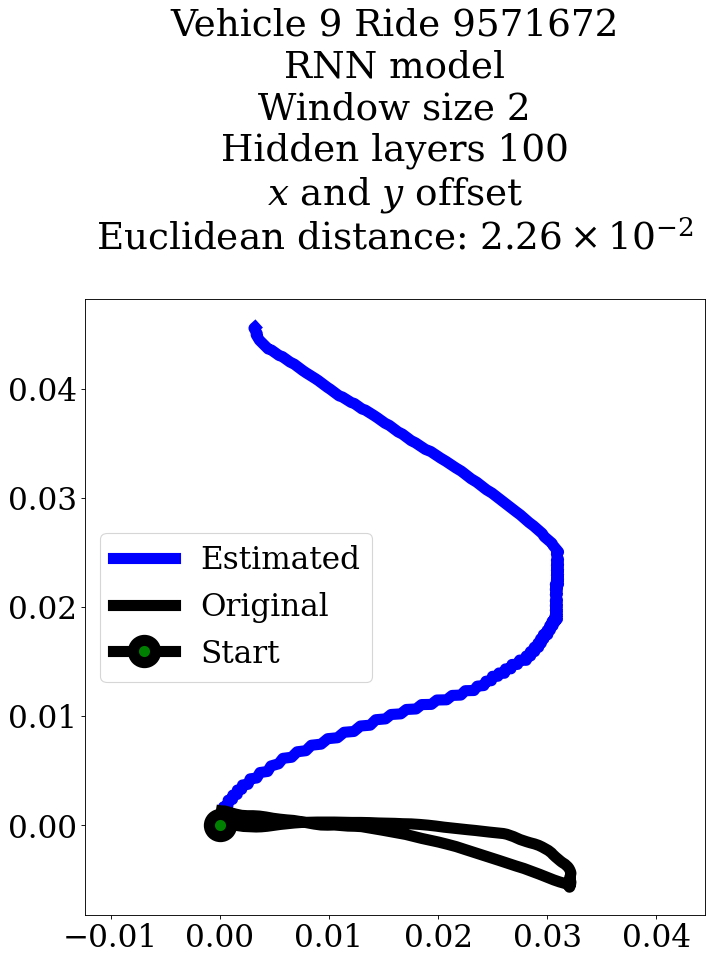 Vehicle 9 Ride 9571672
RNN model
Window size 2
Hidden layers 100
x and y offset
Euclidean distance: 2.26 × 10⁻²
0.04
0.03
0.02
0.01
0.00
Estimated
Original
Start
−0.01 0.00 0.01 0.02 0.03 0.04